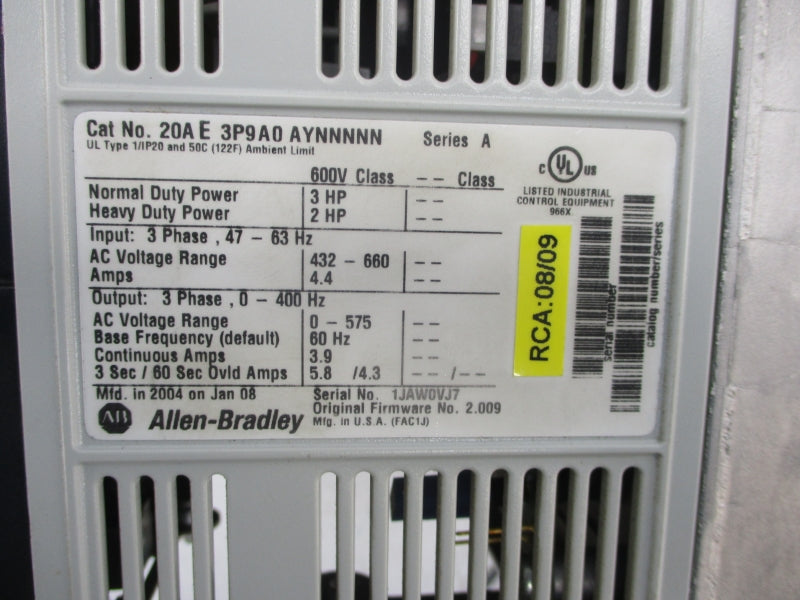 Cat No. 20A E 3P9 A0 AYNNNNN Series A
UL Type 1/IP20 and 50C (122F) Ambient Limit
600V Class -- Class
Normal Duty Power 3 HP --
Heavy Duty Power 2 HP --
Input: 3 Phase , 47 - 63 Hz
AC Voltage Range 432 - 660 --
Amps 4.4 --
Output: 3 Phase , 0 - 400 Hz
AC Voltage Range 0 - 575 --
Base Frequency (default) 60 Hz --
Continuous Amps 3.9 --
3 Sec / 60 Sec Ovld Amps 5.8 /4.3 -- / --
Mfd. in 2004 on Jan 08 Serial No. 1JAW0VJ7
Original Firmware No. 2.009
AB Allen-Bradley Mfg. in U.S.A. (FAC1J)
C UL US
LISTED INDUSTRIAL
CONTROL EQUIPMENT
966X
RCA:08/09
serial number
catalog number/series